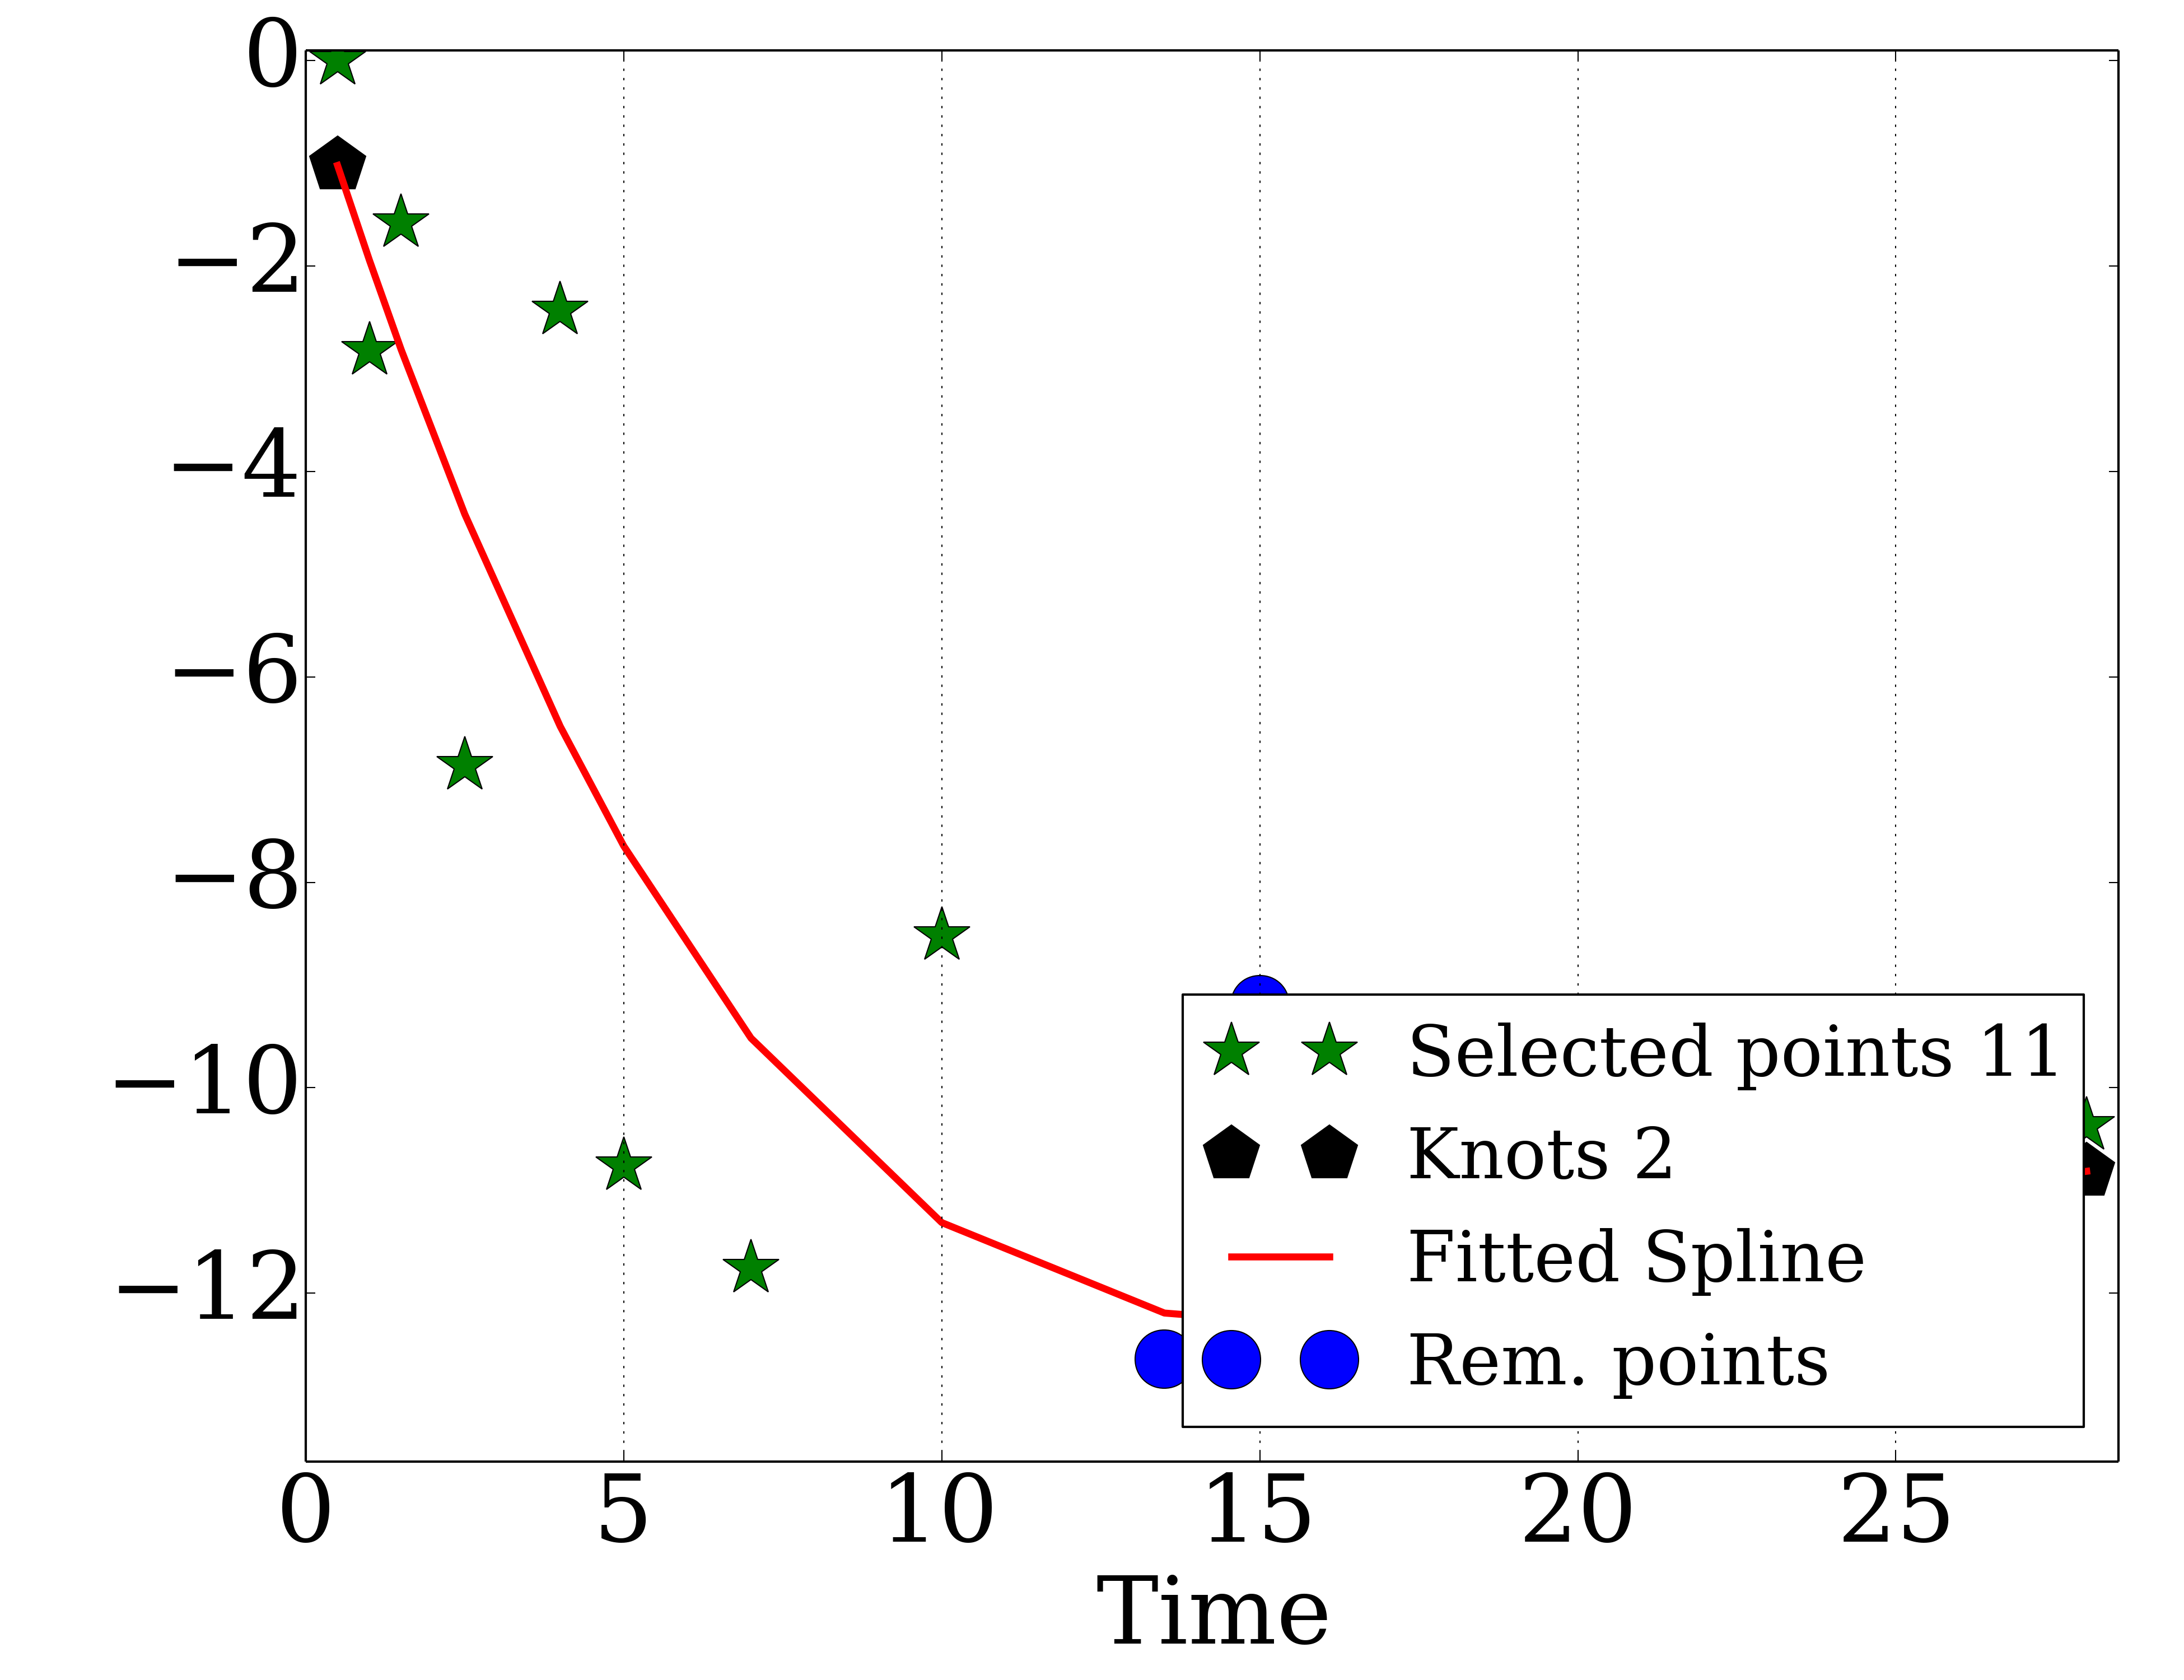 0
−2
−4
−6
−8
−10
−12
Selected points 11
Knots 2
Fitted Spline
Rem. points
0 5 10 15 20 25
Time